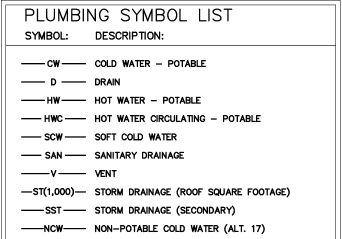 PLUMBING SYMBOL LIST
SYMBOL: DESCRIPTION:
CW COLD WATER – POTABLE
D DRAIN
HW HOT WATER – POTABLE
HWC HOT WATER CIRCULATING – POTABLE
SCW SOFT COLD WATER
SAN SANITARY DRAINAGE
V VENT
ST(1,000) STORM DRAINAGE (ROOF SQUARE FOOTAGE)
SST STORM DRAINAGE (SECONDARY)
NCW NON-POTABLE COLD WATER (ALT. 17)